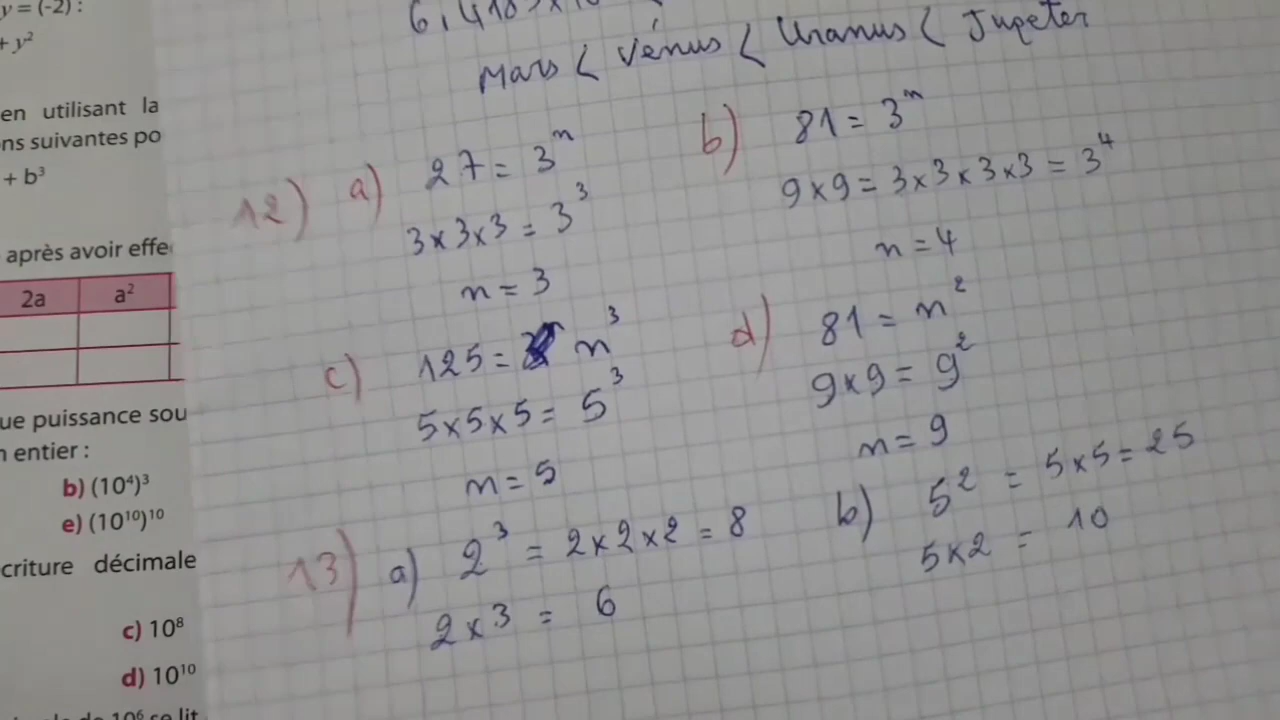 y = (-2) :
+ y²
en utilisant la
ns suivantes po
+ b³
après avoir effe
2a a²
ue puissance sou
n entier :
b) (10⁴)³
e) (10¹⁰)¹⁰
criture décimale
c) 10⁸
d) 10¹⁰
Mars < Vénus < Uranus < Jupeter
12) a) 27 = 3ⁿ
3 x 3 x 3 = 3³
n = 3
b) 81 = 3ⁿ
9 x 9 = 3 x 3 x 3 x 3 = 3⁴
n = 4
c) 125 = n³
5 x 5 x 5 = 5³
n = 5
d) 81 = n²
9 x 9 = 9²
n = 9
13) a) 2³ = 2 x 2 x 2 = 8
2 x 3 = 6
b) 5² = 5 x 5 = 25
5 x 2 = 10